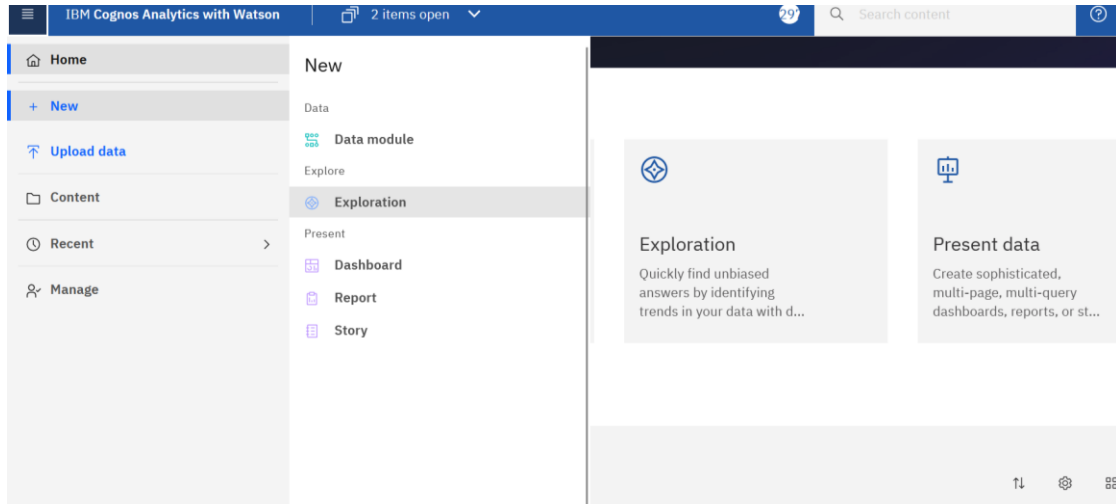 IBM Cognos Analytics with Watson
2 items open
297
Search content
Home
New
Upload data
Content
Recent
Manage
New
Data
Data module
Explore
Exploration
Present
Dashboard
Report
Story
Exploration
Quickly find unbiased
answers by identifying
trends in your data with d...
Present data
Create sophisticated,
multi-page, multi-query
dashboards, reports, or st...